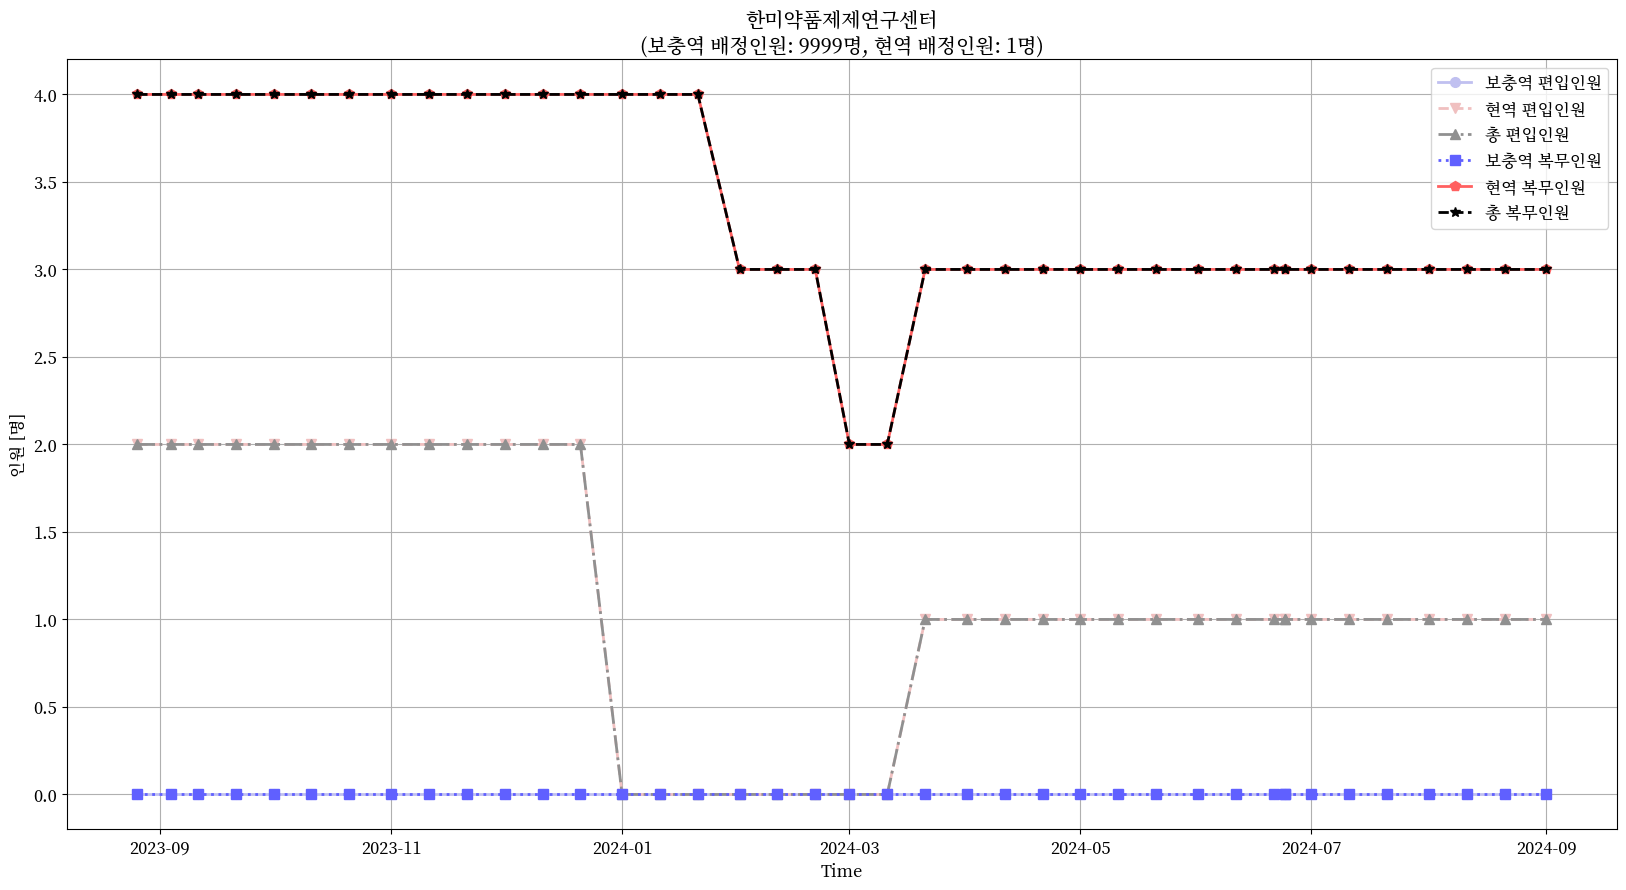 한미약품제제연구센터
(보충역 배정인원: 9999명, 현역 배정인원: 1명)
보충역 편입인원
현역 편입인원
총 편입인원
보충역 복무인원
현역 복무인원
총 복무인원
인원 [명]
4.0
3.5
3.0
2.5
2.0
1.5
1.0
0.5
0.0
2023-09
2023-11
2024-01
2024-03
2024-05
2024-07
2024-09
Time